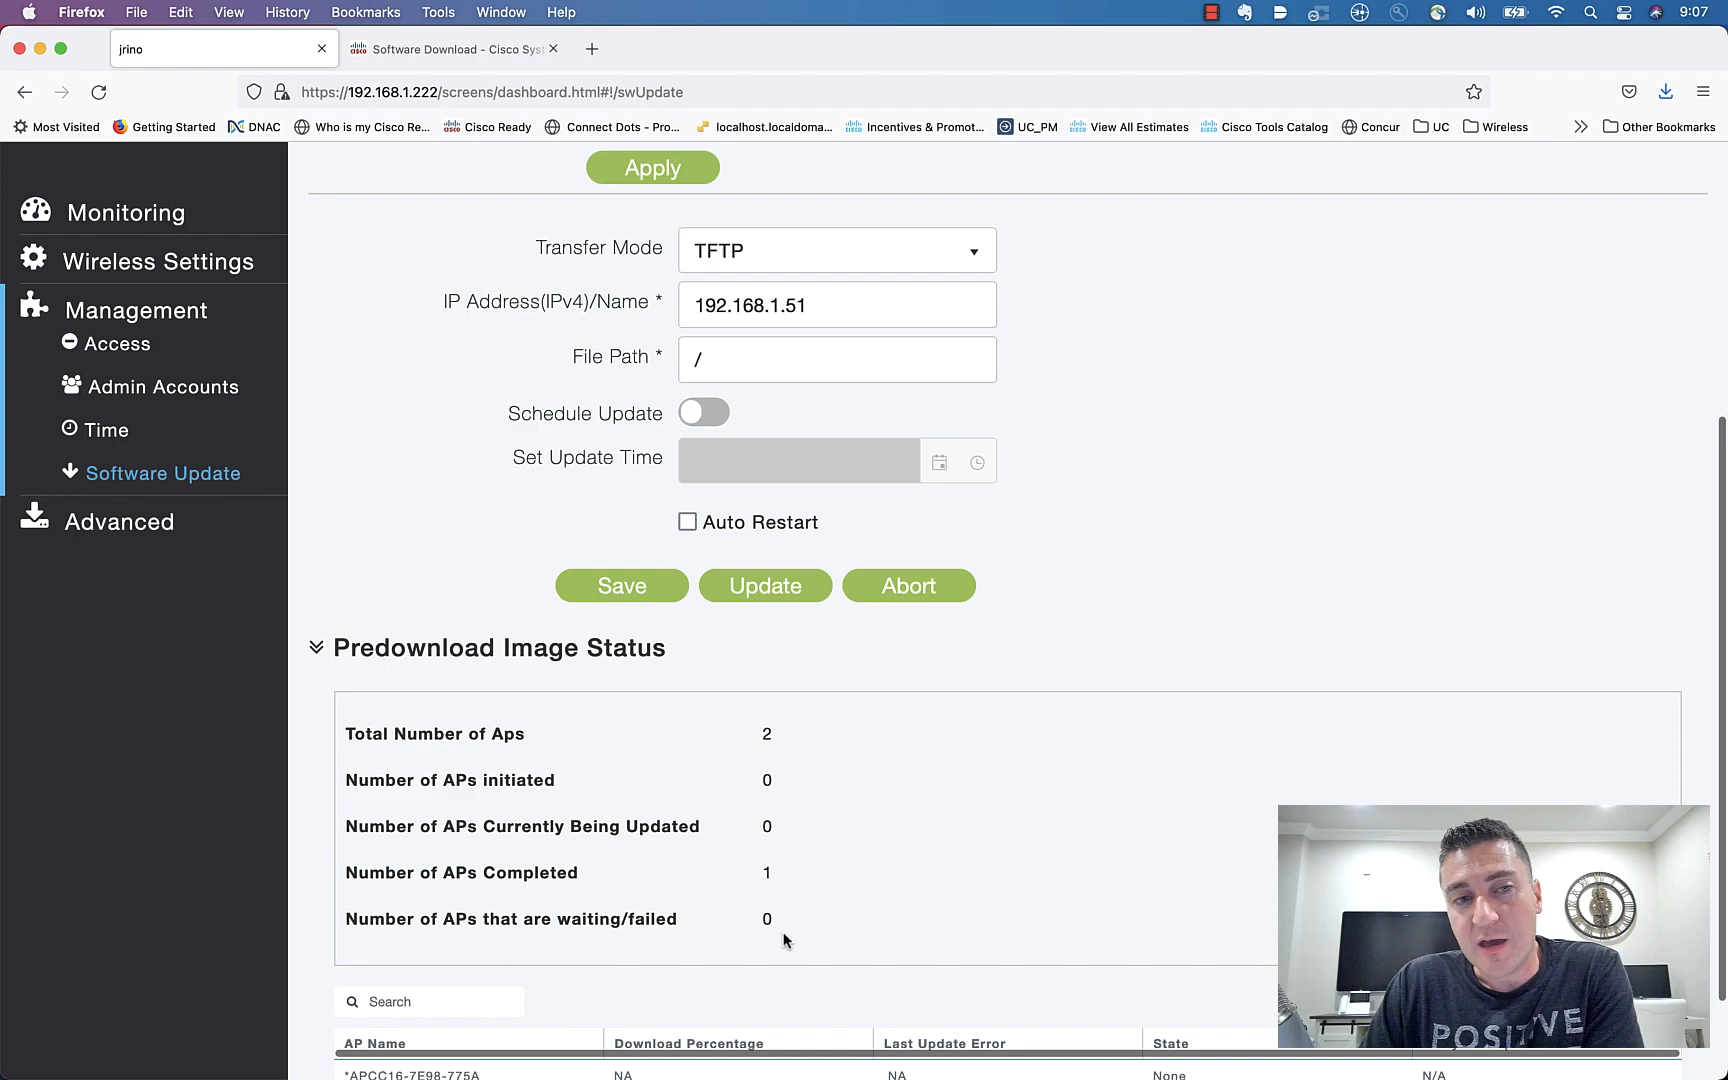 Firefox File Edit View History Bookmarks Tools Window Help 9:07
jrino
Software Download - Cisco Syst
https://192.168.1.222/screens/dashboard.html#!/swUpdate
Most Visited Getting Started DNAC Who is my Cisco Re... Cisco Ready Connect Dots - Pro... localhost.localdoma... Incentives & Promot... UC_PM View All Estimates Cisco Tools Catalog Concur UC Wireless Other Bookmarks
Monitoring
Wireless Settings
Management
Access
Admin Accounts
Time
Software Update
Advanced
Apply
Transfer Mode TFTP
IP Address(IPv4)/Name * 192.168.1.51
File Path * /
Schedule Update
Set Update Time
Auto Restart
Save Update Abort
Predownload Image Status
Total Number of Aps 2
Number of APs initiated 0
Number of APs Currently Being Updated 0
Number of APs Completed 1
Number of APs that are waiting/failed 0
Search
AP Name Download Percentage Last Update Error State
*APCC16-7E98-775A NA NA None N/A
POSITIVE